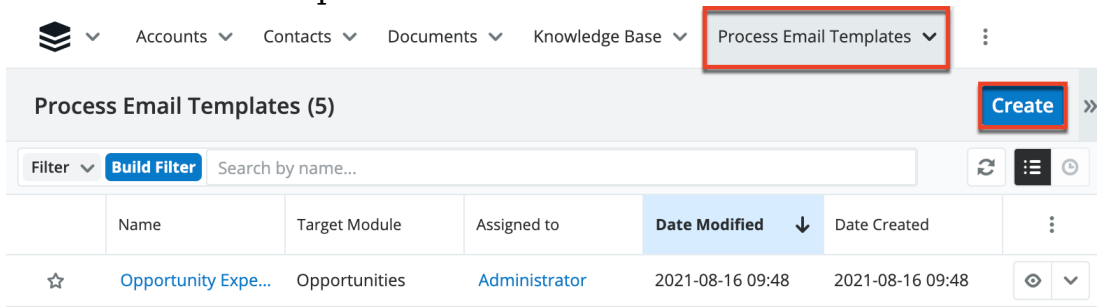 Accounts Contacts Documents Knowledge Base Process Email Templates
Process Email Templates (5) Create
Filter Build Filter Search by name...
Name Target Module Assigned to Date Modified Date Created
Opportunity Expe... Opportunities Administrator 2021-08-16 09:48 2021-08-16 09:48